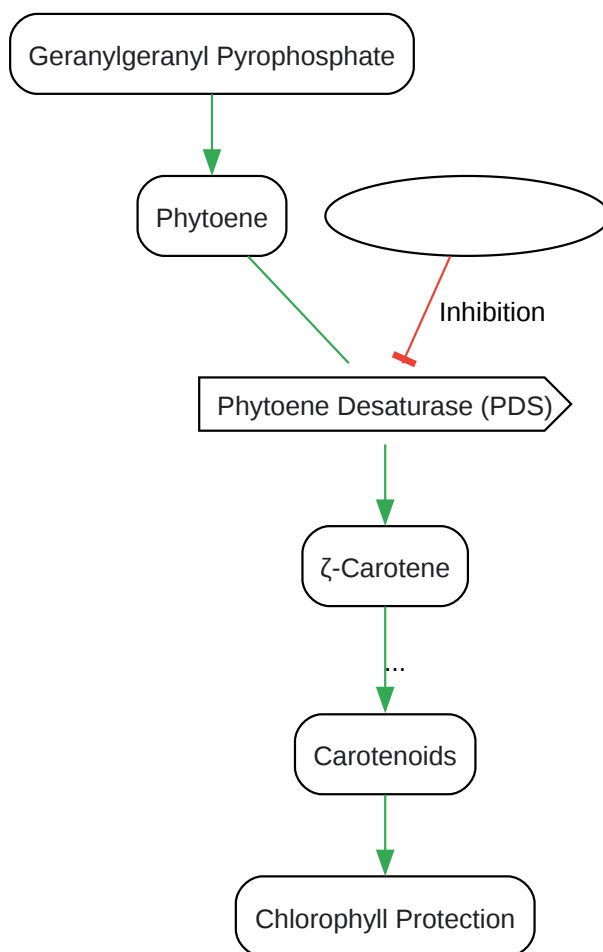 Geranylgeranyl Pyrophosphate
Phytoene
Inhibition
Phytoene Desaturase (PDS)
ζ-Carotene
...
Carotenoids
Chlorophyll Protection